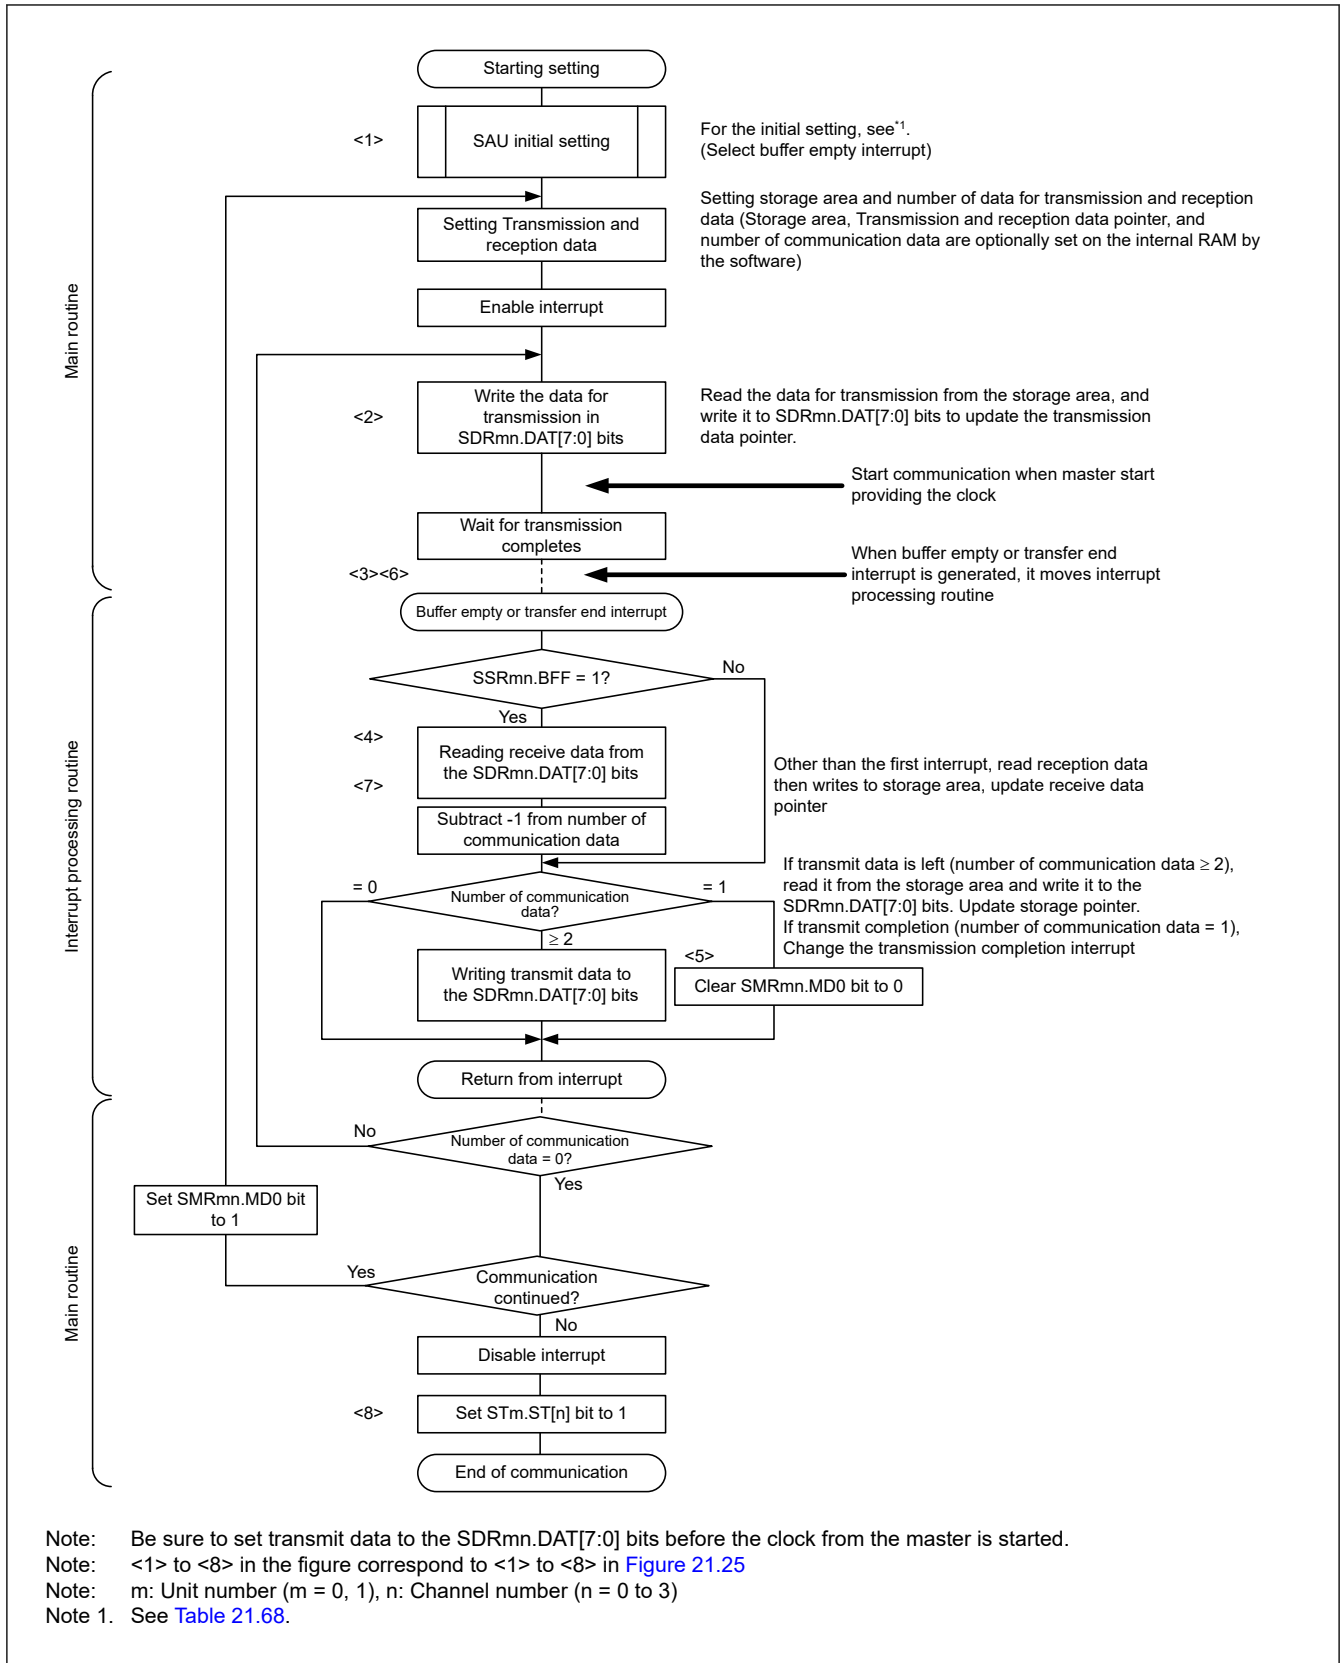 Starting setting
<1>
SAU initial setting
For the initial setting, see*1.
(Select buffer empty interrupt)
Setting Transmission and
reception data
Setting storage area and number of data for transmission and reception
data (Storage area, Transmission and reception data pointer, and
number of communication data are optionally set on the internal RAM by
the software)
Enable interrupt
Main routine
<2>
Write the data for
transmission in
SDRmn.DAT[7:0] bits
Read the data for transmission from the storage area, and
write it to SDRmn.DAT[7:0] bits to update the transmission
data pointer.
Start communication when master start
providing the clock
Wait for transmission
completes
<3><6>
When buffer empty or transfer end
interrupt is generated, it moves interrupt
processing routine
Buffer empty or transfer end interrupt
SSRmn.BFF = 1?
No
Yes
<4>
Reading receive data from
the SDRmn.DAT[7:0] bits
<7>
Other than the first interrupt, read reception data
then writes to storage area, update receive data
pointer
Subtract -1 from number of
communication data
Interrupt processing routine
= 0
Number of communication
data?
= 1
≥ 2
If transmit data is left (number of communication data ≥ 2),
read it from the storage area and write it to the
SDRmn.DAT[7:0] bits. Update storage pointer.
If transmit completion (number of communication data = 1),
Change the transmission completion interrupt
Writing transmit data to
the SDRmn.DAT[7:0] bits
<5>
Clear SMRmn.MD0 bit to 0
Return from interrupt
No
Number of communication
data = 0?
Yes
Set SMRmn.MD0 bit
to 1
Yes
Communication
continued?
No
Main routine
Disable interrupt
<8>
Set STm.ST[n] bit to 1
End of communication
Note: Be sure to set transmit data to the SDRmn.DAT[7:0] bits before the clock from the master is started.
Note: <1> to <8> in the figure correspond to <1> to <8> in Figure 21.25
Note: m: Unit number (m = 0, 1), n: Channel number (n = 0 to 3)
Note 1. See Table 21.68.